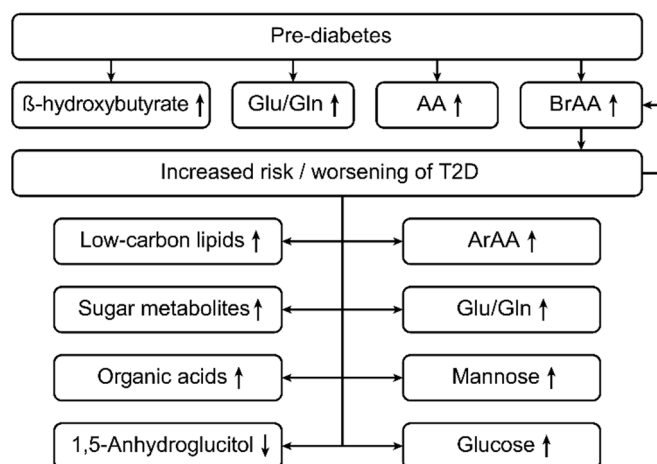 Pre-diabetes
ß-hydroxybutyrate ↑ Glu/Gln ↑ AA ↑ BrAA ↑
Increased risk / worsening of T2D
Low-carbon lipids ↑ ArAA ↑
Sugar metabolites ↑ Glu/Gln ↑
Organic acids ↑ Mannose ↑
1,5-Anhydroglucitol ↓ Glucose ↑